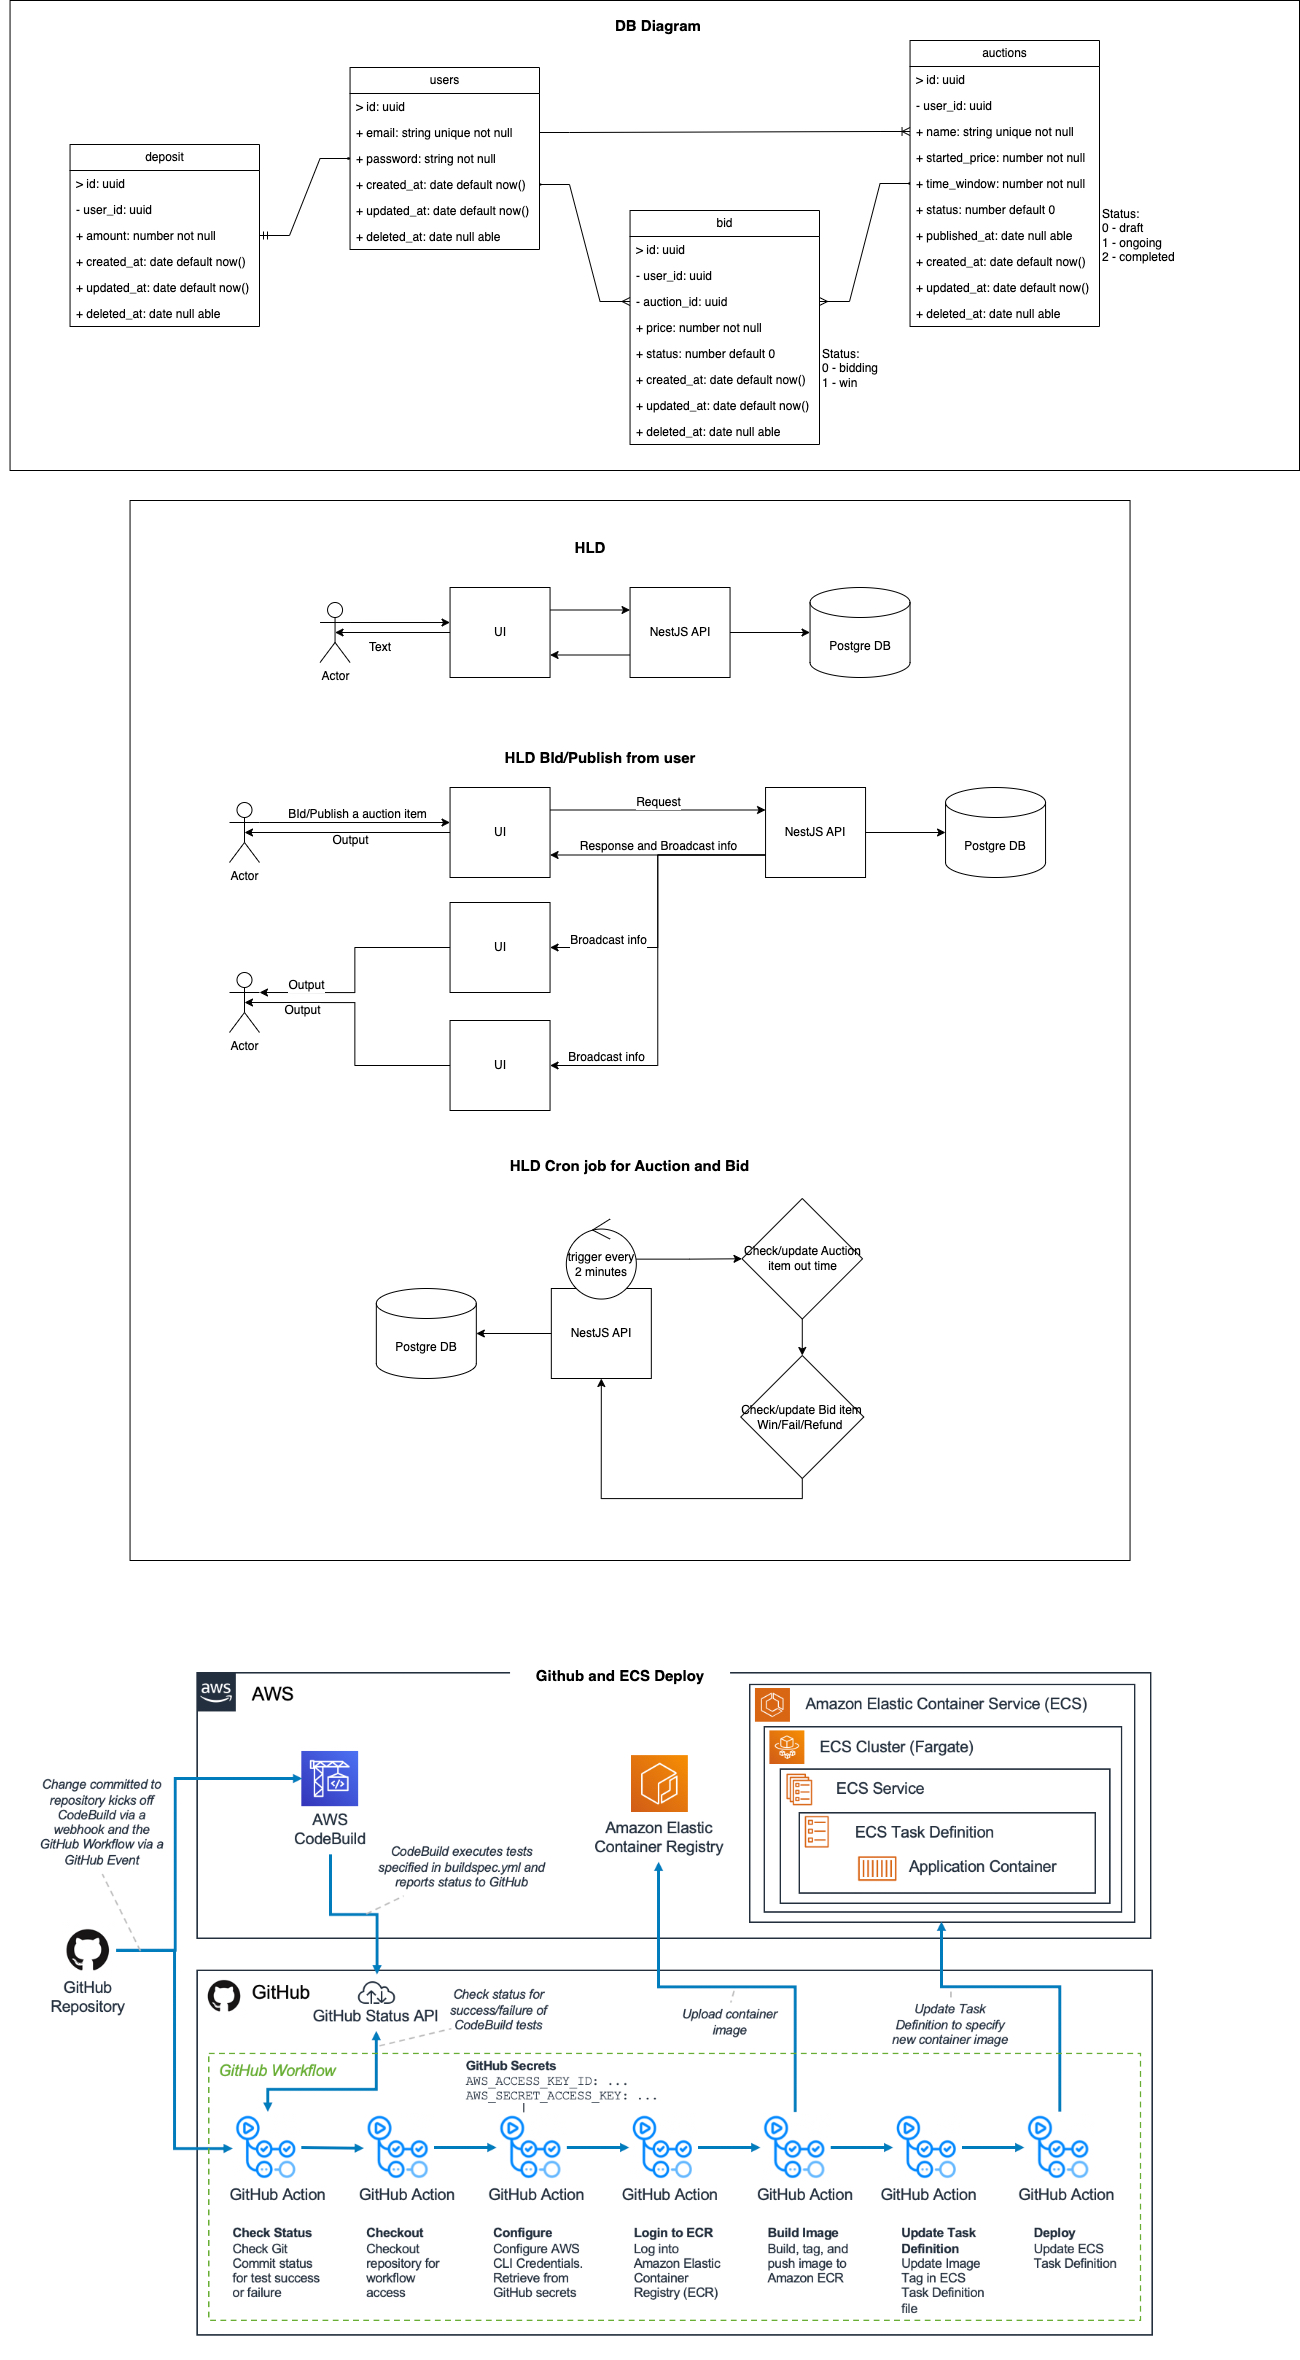 DB Diagram
deposit
> id: uuid
- user_id: uuid
+ amount: number not null
+ created_at: date default now()
+ updated_at: date default now()
+ deleted_at: date null able
users
> id: uuid
+ email: string unique not null
+ password: string not null
+ created_at: date default now()
+ updated_at: date default now()
+ deleted_at: date null able
bid
> id: uuid
- user_id: uuid
- auction_id: uuid
+ price: number not null
+ status: number default 0
+ created_at: date default now()
+ updated_at: date default now()
+ deleted_at: date null able
Status:
0 - bidding
1 - win
auctions
> id: uuid
- user_id: uuid
+ name: string unique not null
+ started_price: number not null
+ time_window: number not null
+ status: number default 0
+ published_at: date null able
+ created_at: date default now()
+ updated_at: date default now()
+ deleted_at: date null able
Status:
0 - draft
1 - ongoing
2 - completed
HLD
Actor
Text
UI
NestJS API
Postgre DB
HLD BId/Publish from user
Actor
BId/Publish a auction item
Output
UI
Request
Response and Broadcast info
NestJS API
Postgre DB
UI
Broadcast info
Output
Output
Actor
UI
Broadcast info
HLD Cron job for Auction and Bid
trigger every
2 minutes
Check/update Auction
item out time
Postgre DB
NestJS API
Check/update Bid item
Win/Fail/Refund
Github and ECS Deploy
aws
AWS
Change committed to
repository kicks off
CodeBuild via a
webhook and the
GitHub Workflow via a
GitHub Event
GitHub
Repository
AWS
CodeBuild
CodeBuild executes tests
specified in buildspec.yml and
reports status to GitHub
Amazon Elastic
Container Registry
Amazon Elastic Container Service (ECS)
ECS Cluster (Fargate)
ECS Service
ECS Task Definition
Application Container
GitHub
GitHub Status API
Check status for
success/failure of
CodeBuild tests
Upload container
image
Update Task
Definition to specify
new container image
GitHub Workflow
GitHub Secrets
AWS_ACCESS_KEY_ID: ...
AWS_SECRET_ACCESS_KEY: ...
GitHub Action
Check Status
Check Git
Commit status
for test success
or failure
GitHub Action
Checkout
Checkout
repository for
workflow
access
GitHub Action
Configure
Configure AWS
CLI Credentials.
Retrieve from
GitHub secrets
GitHub Action
Login to ECR
Log into
Amazon Elastic
Container
Registry (ECR)
GitHub Action
Build Image
Build, tag, and
push image to
Amazon ECR
GitHub Action
Update Task
Definition
Update Image
Tag in ECS
Task Definition
file
GitHub Action
Deploy
Update ECS
Task Definition